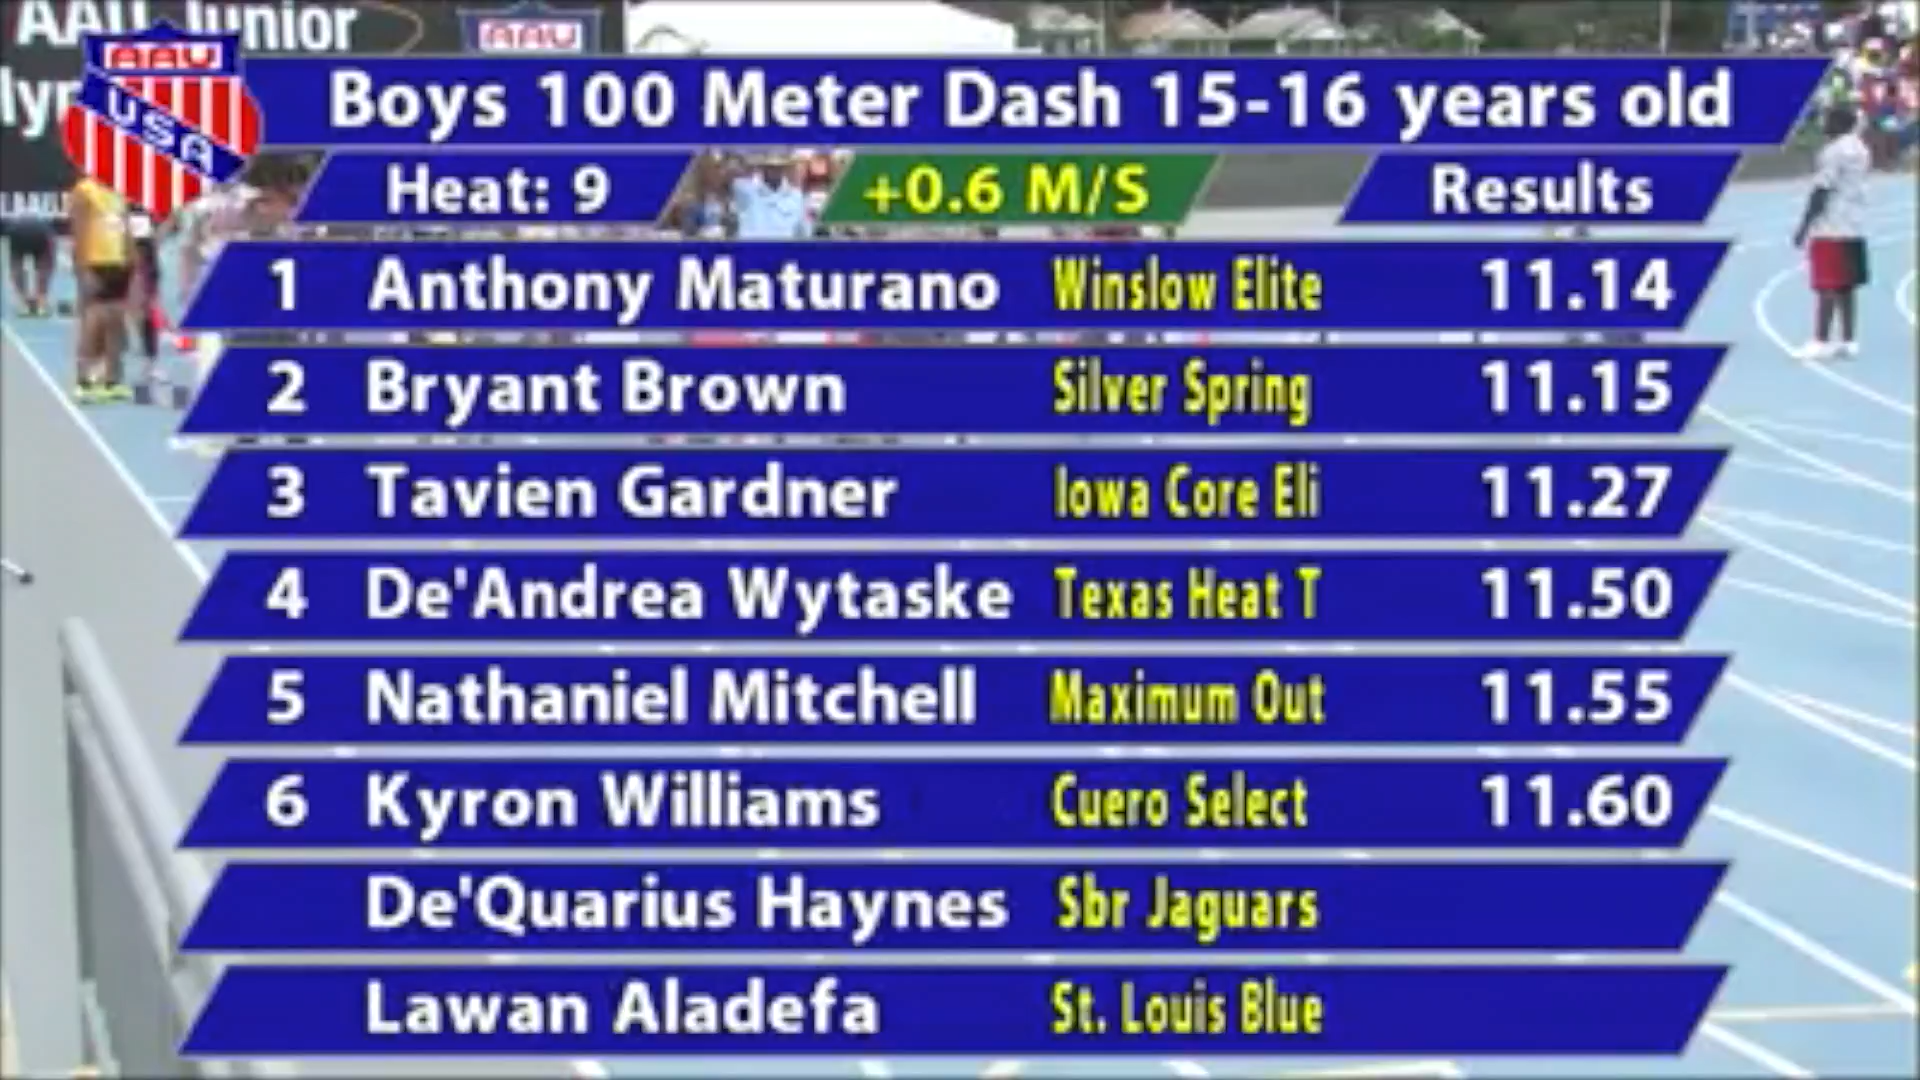 AAU Junior
AAU
AAU
USA
Boys 100 Meter Dash 15-16 years old
Heat: 9 +0.6 M/S Results
1 Anthony Maturano Winslow Elite 11.14
2 Bryant Brown Silver Spring 11.15
3 Tavien Gardner Iowa Core Eli 11.27
4 De'Andrea Wytaske Texas Heat T 11.50
5 Nathaniel Mitchell Maximum Out 11.55
6 Kyron Williams Cuero Select 11.60
De'Quarius Haynes Sbr Jaguars
Lawan Aladefa St. Louis Blue